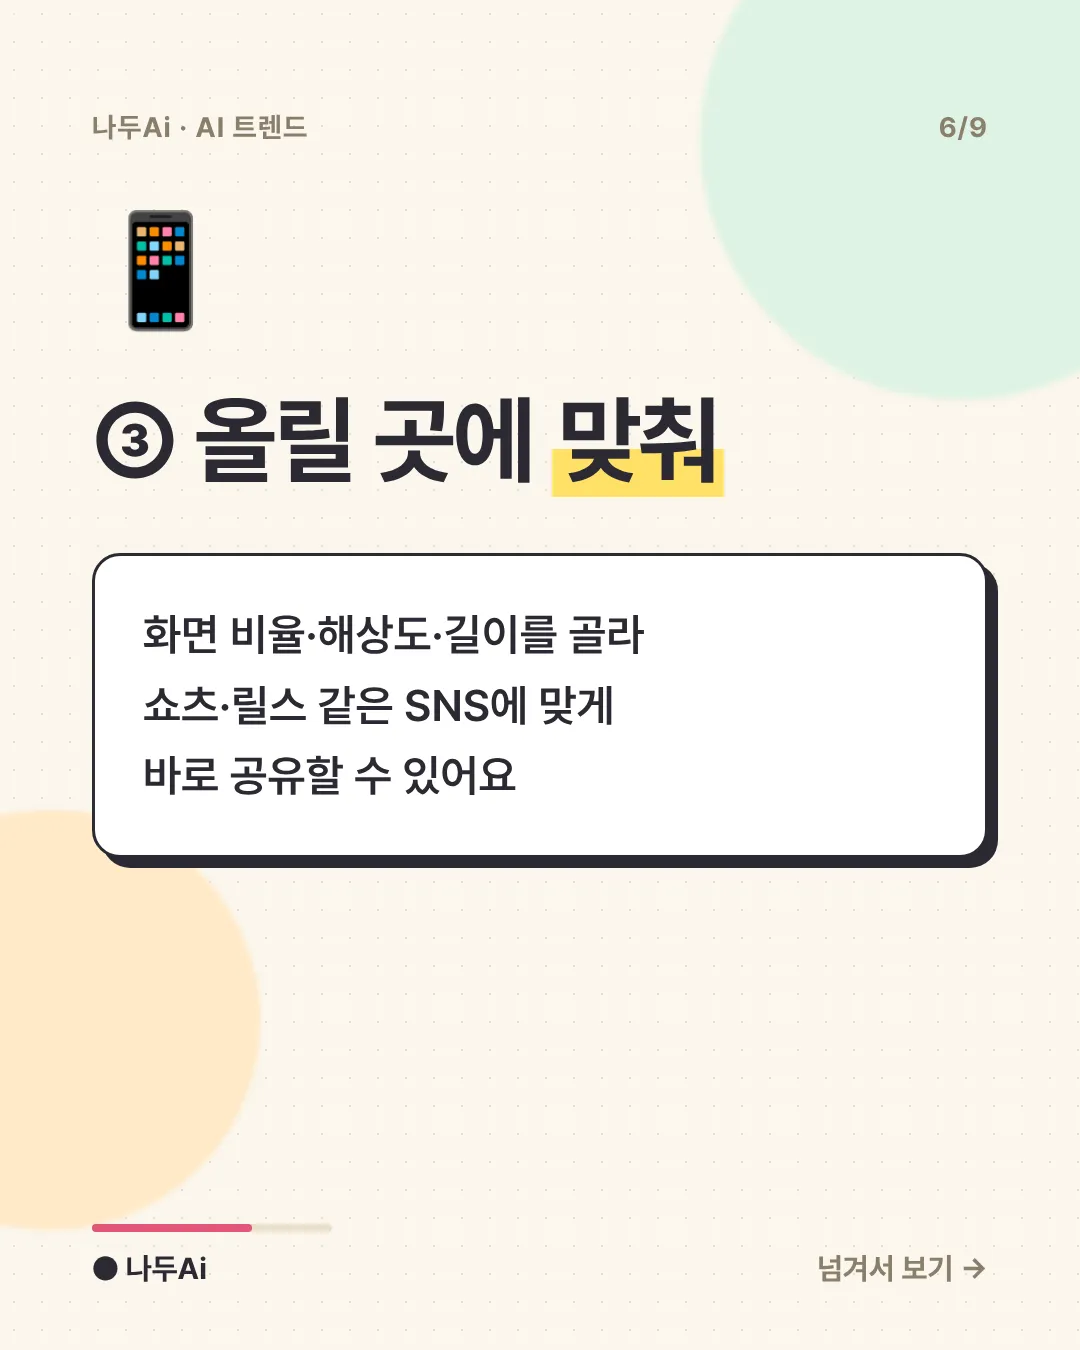 나두Ai · AI 트렌드
6/9
③ 올릴 곳에 맞춰
화면 비율·해상도·길이를 골라
쇼츠·릴스 같은 SNS에 맞게
바로 공유할 수 있어요
나두Ai
넘겨서 보기 →